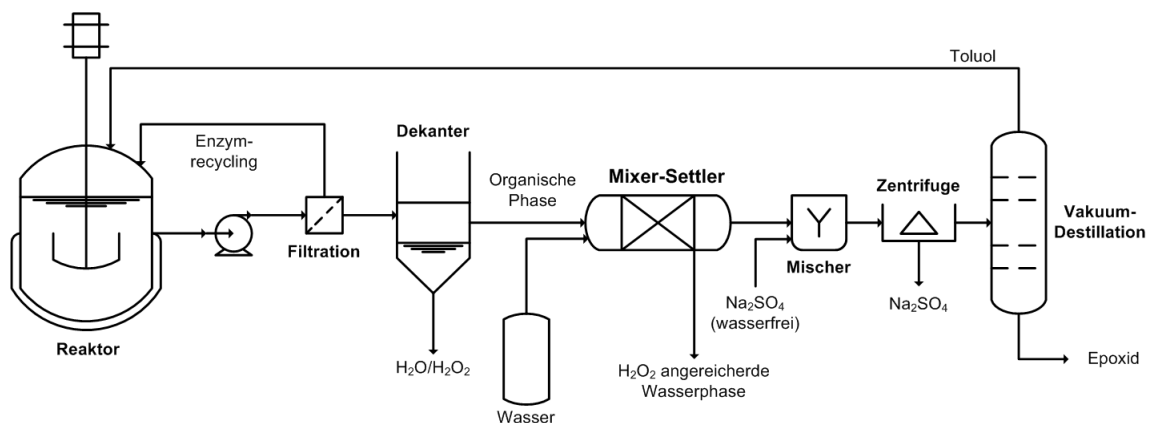 Toluol
Enzym-
recycling
Dekanter
Organische
Phase
Mixer-Settler
Zentrifuge
Vakuum-
Destillation
Filtration
Mischer
Reaktor
H₂O/H₂O₂
Na₂SO₄
(wasserfrei)
Na₂SO₄
H₂O₂ angereicherde
Wasserphase
Epoxid
Wasser